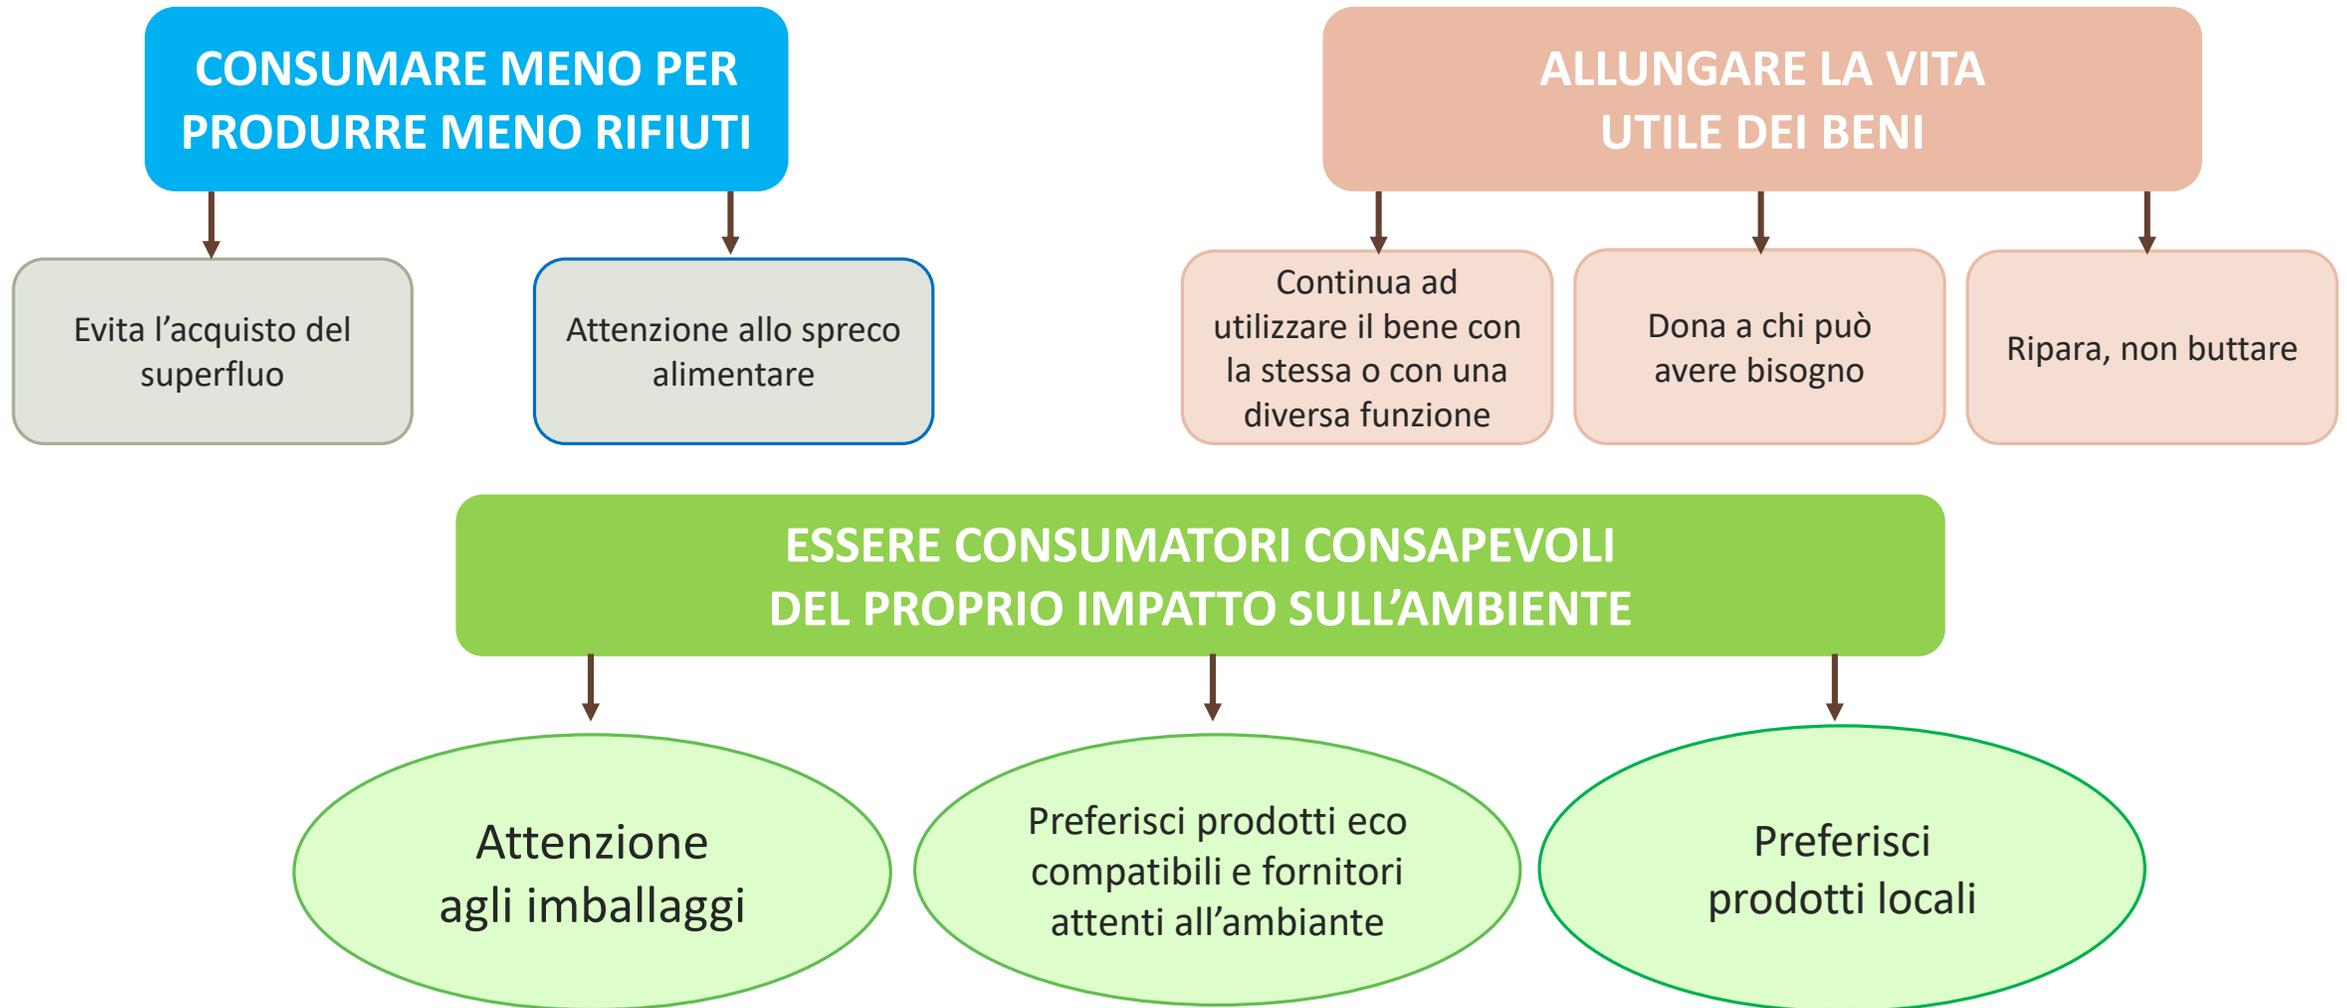 CONSUMARE MENO PER
PRODURRE MENO RIFIUTI
Evita l’acquisto del
superfluo
Attenzione allo spreco
alimentare
ALLUNGARE LA VITA
UTILE DEI BENI
Continua ad
utilizzare il bene con
la stessa o con una
diversa funzione
Dona a chi può
avere bisogno
Ripara, non buttare
ESSERE CONSUMATORI CONSAPEVOLI
DEL PROPRIO IMPATTO SULL’AMBIENTE
Attenzione
agli imballaggi
Preferisci prodotti eco
compatibili e fornitori
attenti all’ambiante
Preferisci
prodotti locali